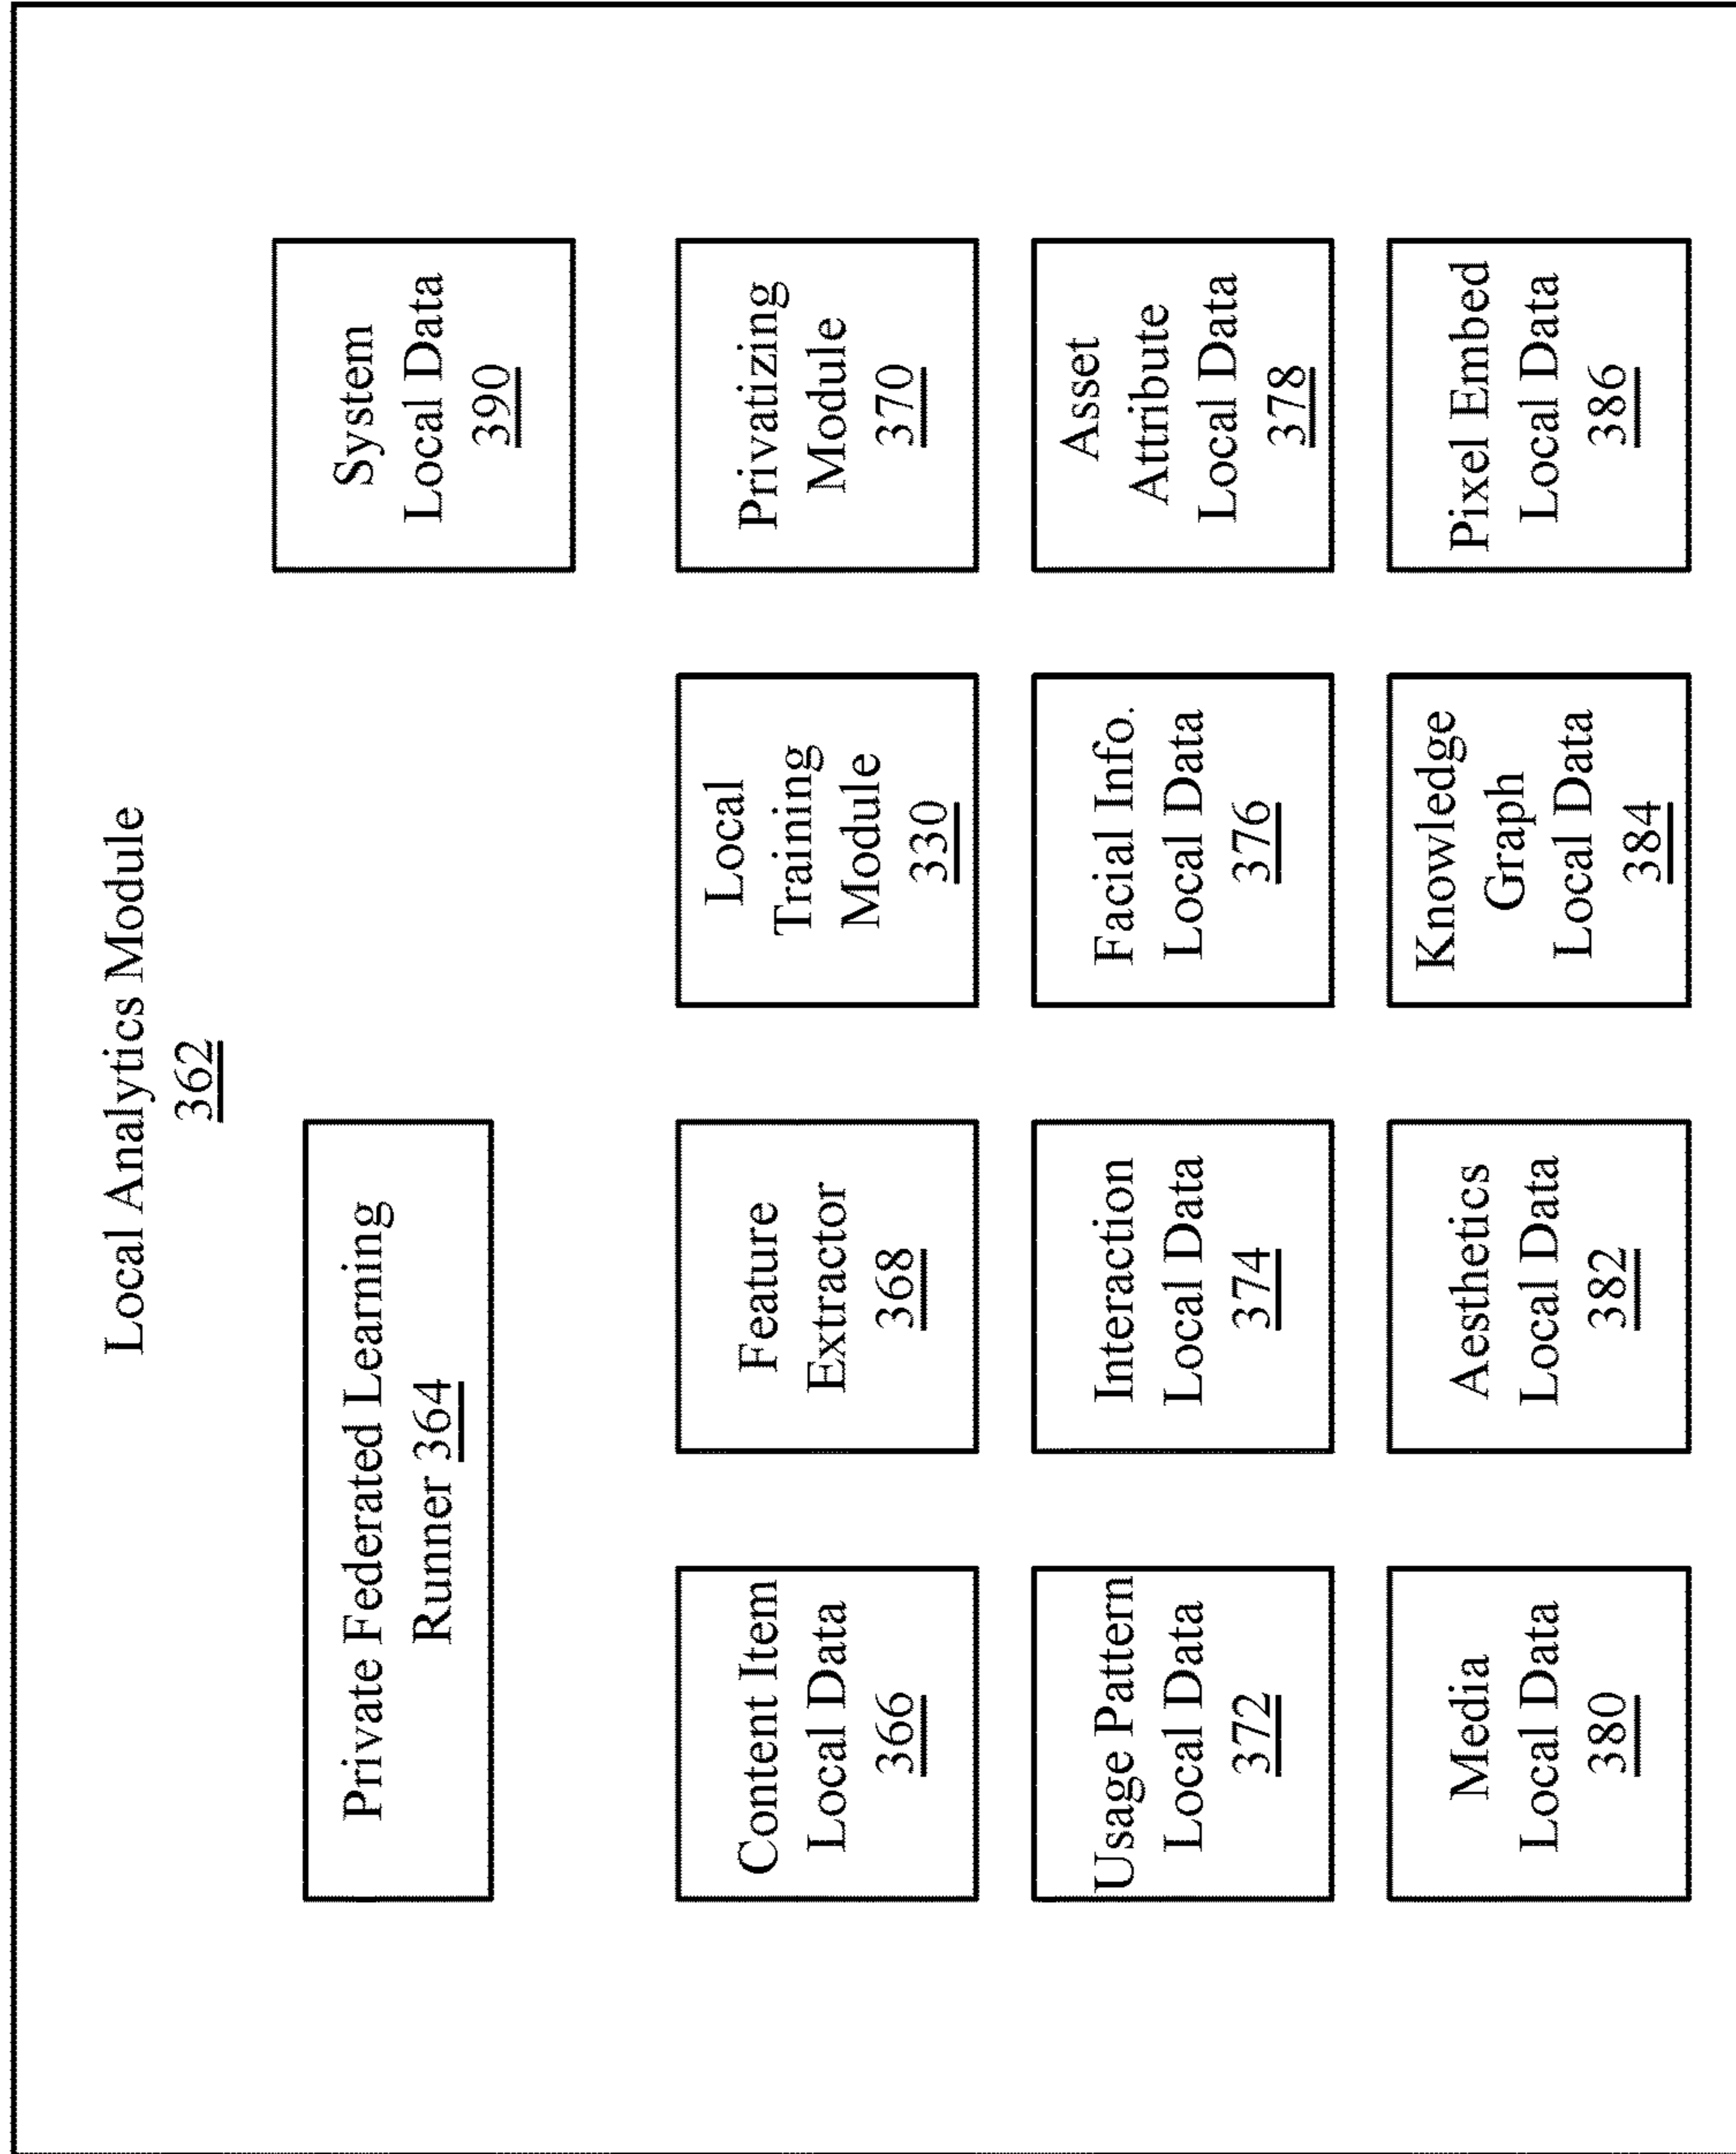 Local Analytics Module
362
Private Federated Learning
Runner 364
System
Local Data
390
Content Item
Local Data
366
Feature
Extractor
368
Local
Training
Module
330
Privatizing
Module
370
Usage Pattern
Local Data
372
Interaction
Local Data
374
Facial Info.
Local Data
376
Asset
Attribute
Local Data
378
Media
Local Data
380
Aesthetics
Local Data
382
Knowledge
Graph
Local Data
384
Pixel Embed
Local Data
386